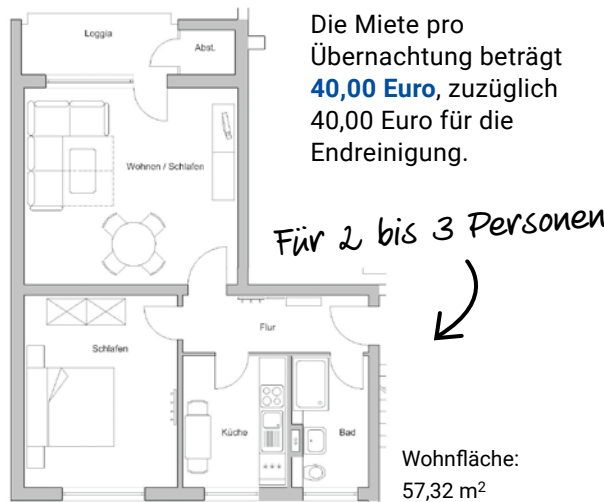 Loggia
Abst.
Wohnen / Schlafen
Flur
Schlafen
Küche
Bad
Die Miete pro
Übernachtung beträgt
40,00 Euro, zuzüglich
40,00 Euro für die
Endreinigung.
Für 2 bis 3 Personen
Wohnfläche:
57,32 m²